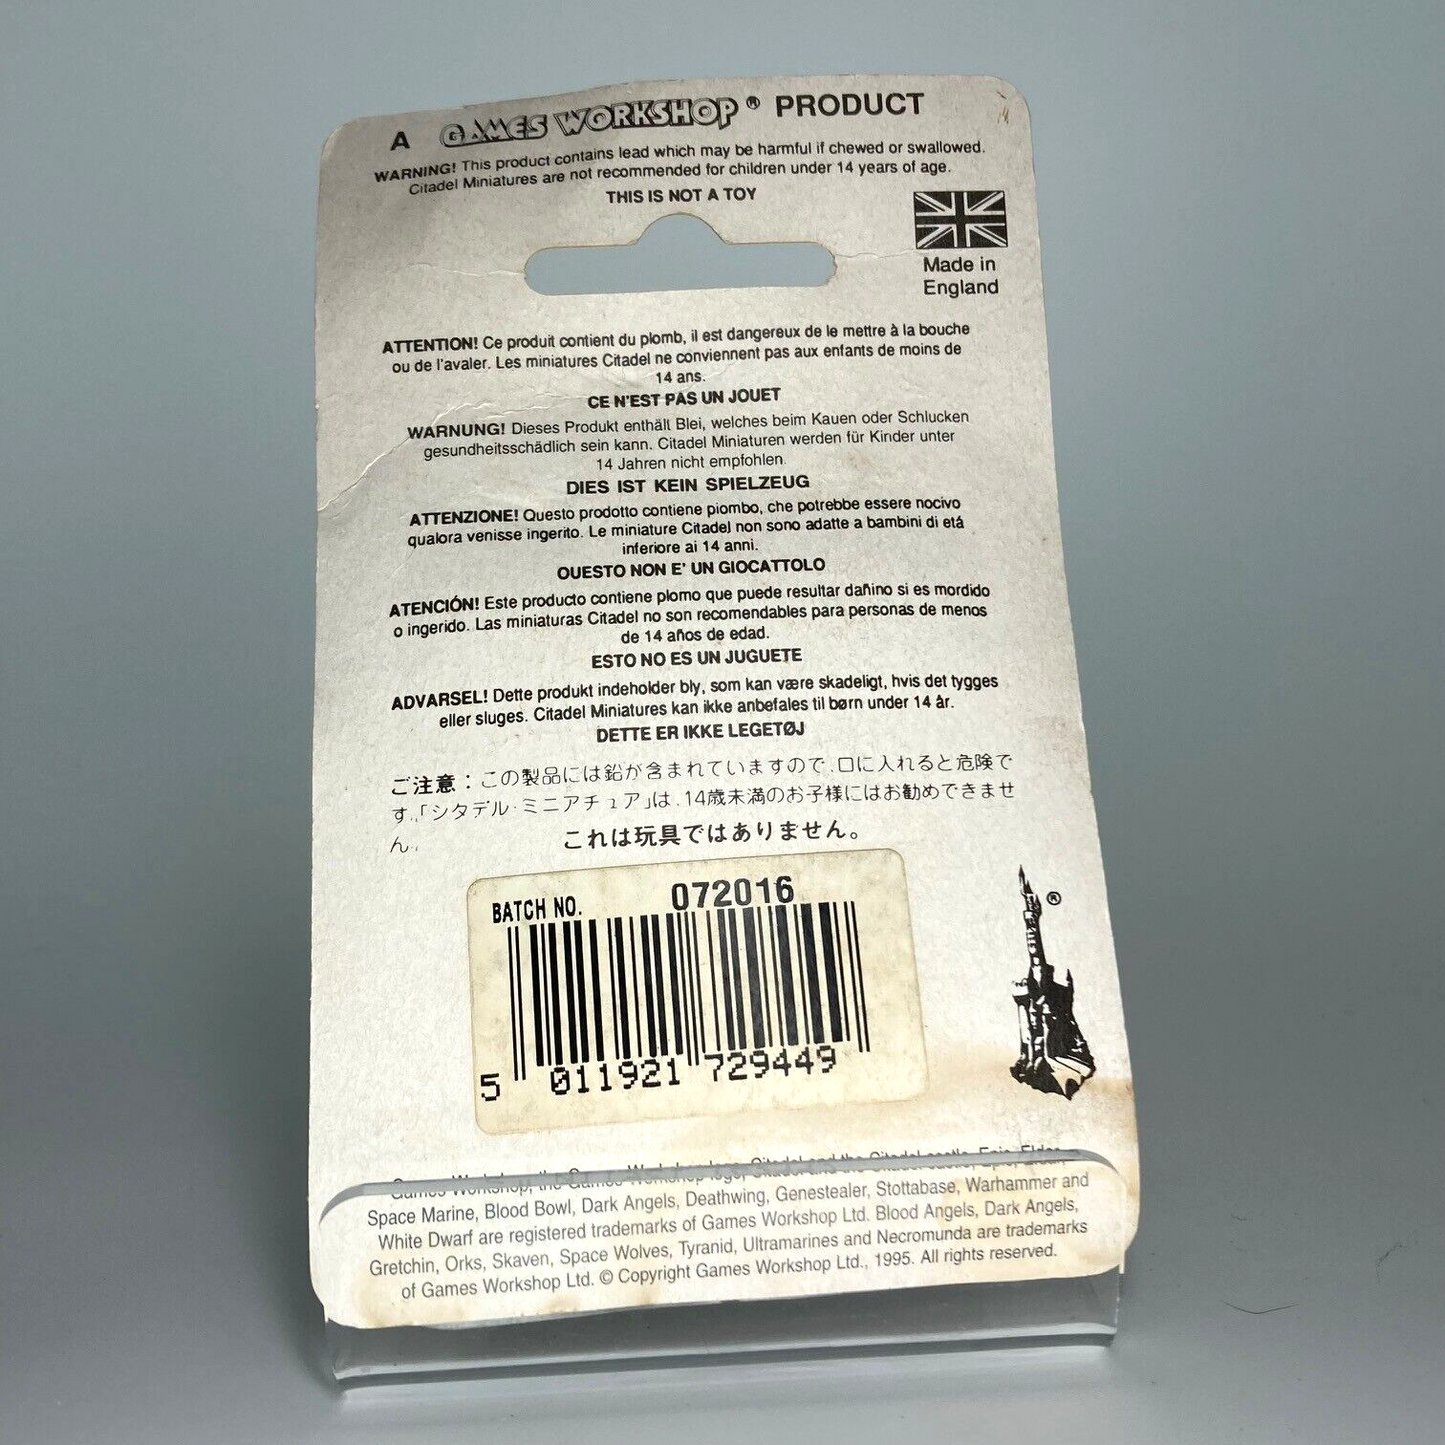 A GAMES WORKSHOP® PRODUCT
WARNING! This product contains lead which may be harmful if chewed or swallowed.
Citadel Miniatures are not recommended for children under 14 years of age.
THIS IS NOT A TOY
Made in
England
ATTENTION! Ce produit contient du plomb, il est dangereux de le mettre à la bouche
ou de l'avaler. Les miniatures Citadel ne conviennent pas aux enfants de moins de
14 ans.
CE N'EST PAS UN JOUET
WARNUNG! Dieses Produkt enthält Blei, welches beim Kauen oder Schlucken
gesundheitsschädlich sein kann. Citadel Miniaturen werden für Kinder unter
14 Jahren nicht empfohlen.
DIES IST KEIN SPIELZEUG
ATTENZIONE! Questo prodotto contiene piombo, che potrebbe essere nocivo
qualora venisse ingerito. Le miniature Citadel non sono adatte a bambini di etá
inferiore ai 14 anni.
QUESTO NON E' UN GIOCATTOLO
ATENCIÓN! Este producto contiene plomo que puede resultar dañino si es mordido
o ingerido. Las miniaturas Citadel no son recomendables para personas de menos
de 14 años de edad.
ESTO NO ES UN JUGUETE
ADVARSEL! Dette produkt indeholder bly, som kan være skadeligt, hvis det tygges
eller sluges. Citadel Miniatures kan ikke anbefales til børn under 14 år.
DETTE ER IKKE LEGETØJ
ご注意：この製品には鉛が含まれていますので、口に入れると危険で
す。「シタデル・ミニアチュア」は、14歳未満のお子様にはお勧めできませ
ん。
これは玩具ではありません。
BATCH NO. 072016
5 011921 729449
®
Games Workshop, the Games Workshop logo, Citadel and the Citadel castle, Epic, Eldar,
Space Marine, Blood Bowl, Dark Angels, Deathwing, Genestealer, Stottabase, Warhammer and
White Dwarf are registered trademarks of Games Workshop Ltd. Blood Angels, Dark Angels,
Gretchin, Orks, Skaven, Space Wolves, Tyranid, Ultramarines and Necromunda are trademarks
of Games Workshop Ltd. © Copyright Games Workshop Ltd., 1995. All rights reserved.